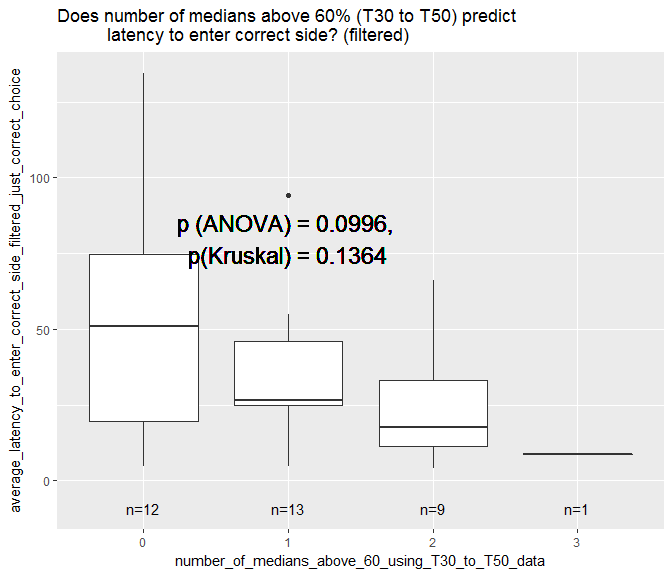 Does number of medians above 60% (T30 to T50) predict
latency to enter correct side? (filtered)
average_latency_to_enter_correct_side_filtered_just_correct_choice
100
50
0
p (ANOVA) = 0.0996,
p(Kruskal) = 0.1364
n=12 n=13 n=9 n=1
0 1 2 3
number_of_medians_above_60_using_T30_to_T50_data